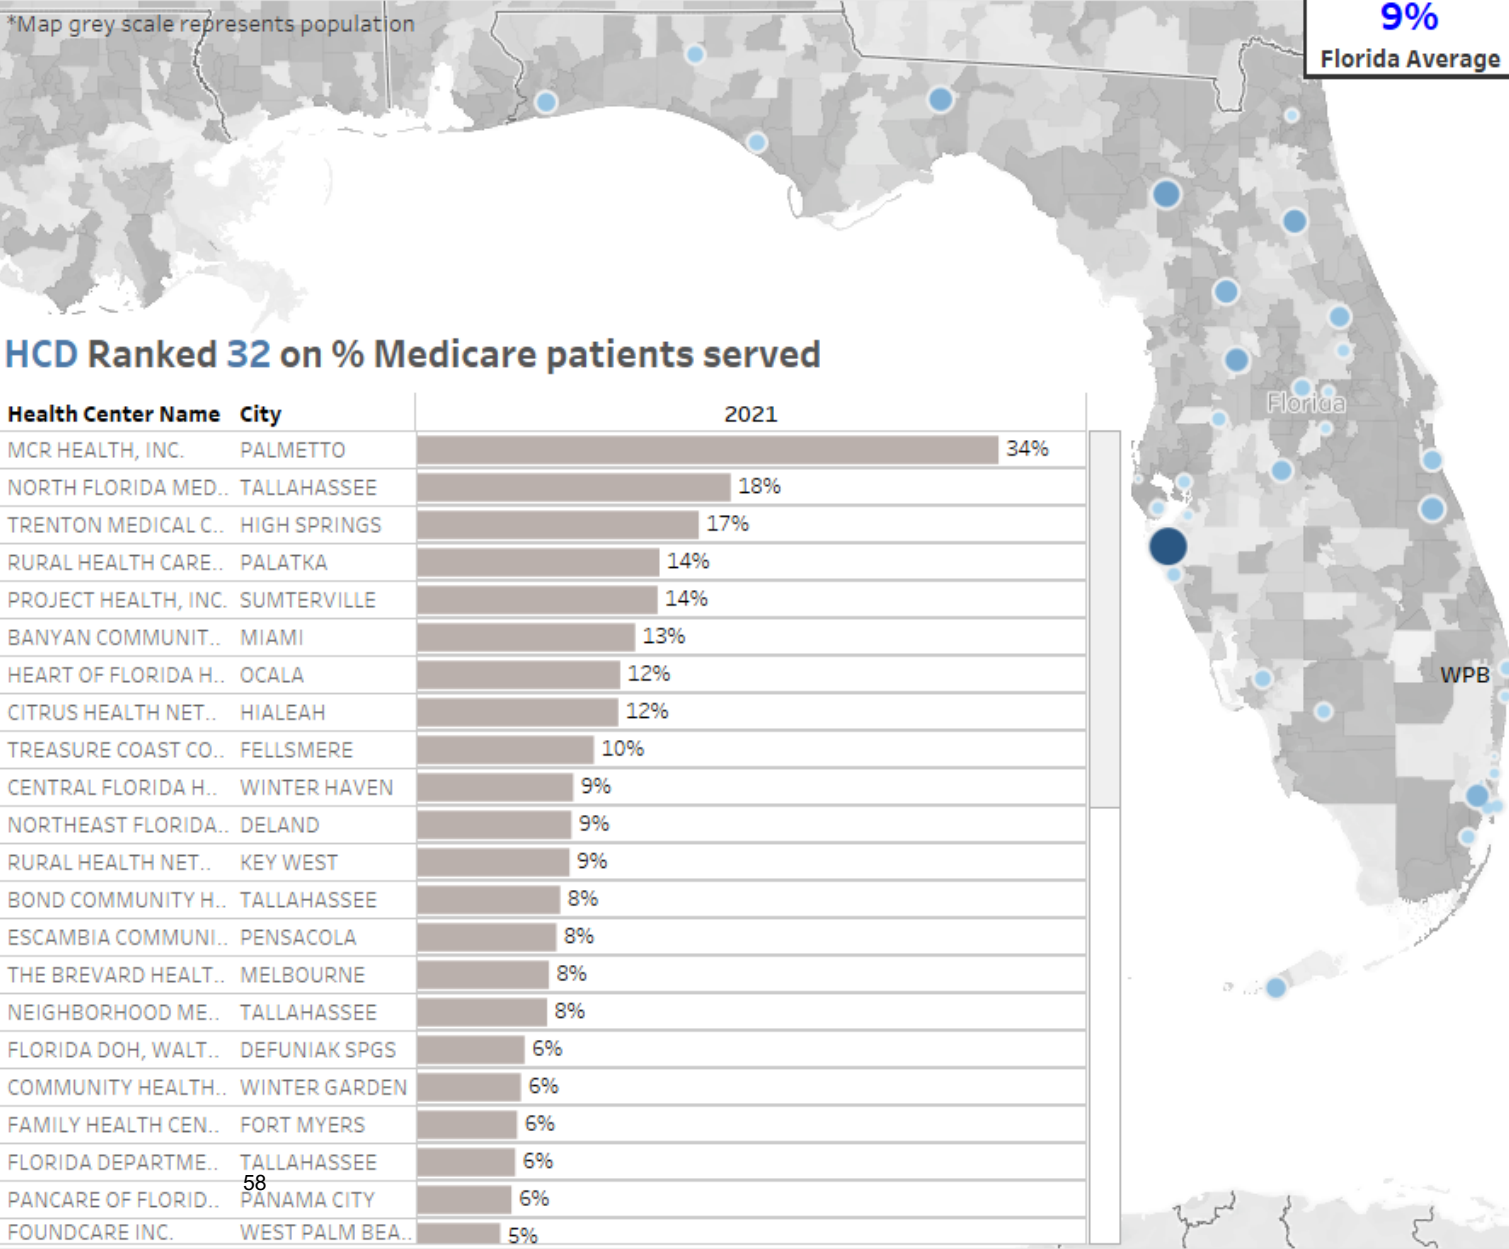 *Map grey scale represents population
9%
Florida Average
Florida
WPB
HCD Ranked 32 on % Medicare patients served
Health Center Name City 2021
MCR HEALTH, INC. PALMETTO 34%
NORTH FLORIDA MED.. TALLAHASSEE 18%
TRENTON MEDICAL C.. HIGH SPRINGS 17%
RURAL HEALTH CARE.. PALATKA 14%
PROJECT HEALTH, INC. SUMTERVILLE 14%
BANYAN COMMUNIT.. MIAMI 13%
HEART OF FLORIDA H.. OCALA 12%
CITRUS HEALTH NET.. HIALEAH 12%
TREASURE COAST CO.. FELLSMERE 10%
CENTRAL FLORIDA H.. WINTER HAVEN 9%
NORTHEAST FLORIDA.. DELAND 9%
RURAL HEALTH NET.. KEY WEST 9%
BOND COMMUNITY H.. TALLAHASSEE 8%
ESCAMBIA COMMUNI.. PENSACOLA 8%
THE BREVARD HEALT.. MELBOURNE 8%
NEIGHBORHOOD ME.. TALLAHASSEE 8%
FLORIDA DOH, WALT.. DEFUNIAK SPGS 6%
COMMUNITY HEALTH.. WINTER GARDEN 6%
FAMILY HEALTH CEN.. FORT MYERS 6%
FLORIDA DEPARTME.. TALLAHASSEE 6%
58
PANCARE OF FLORID.. PANAMA CITY 6%
FOUNDCARE INC. WEST PALM BEA.. 5%